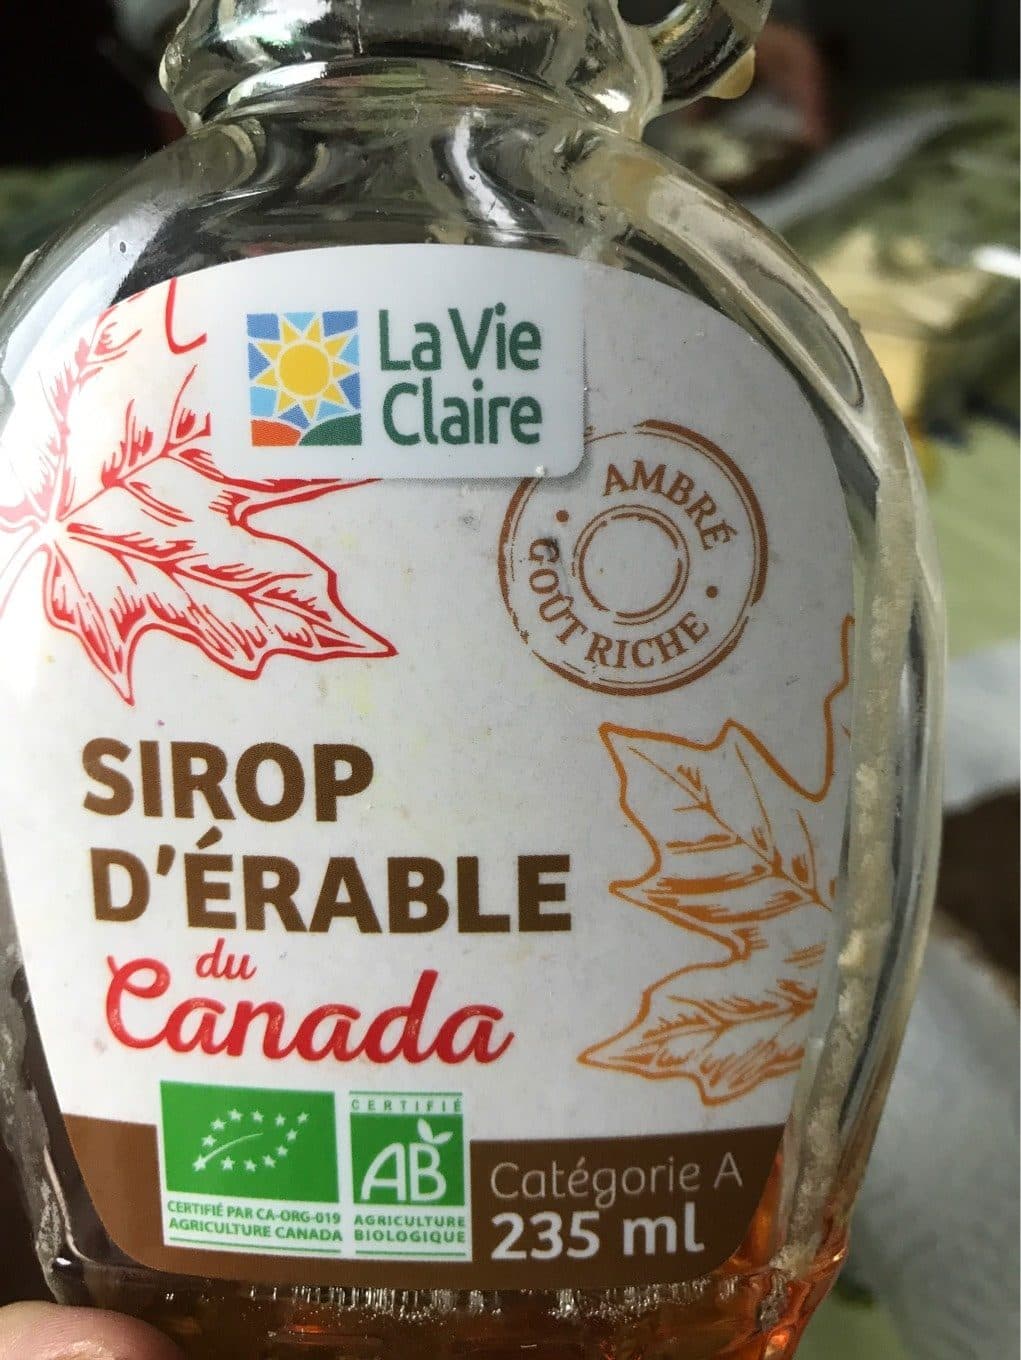 La Vie
Claire
AMBRÉ
GOÛT RICHE
SIROP
D'ÉRABLE
du
Canada
CERTIFIÉ PAR CA-ORG-019
AGRICULTURE CANADA
CERTIFIÉ
AB
AGRICULTURE
BIOLOGIQUE
Catégorie A
235 ml